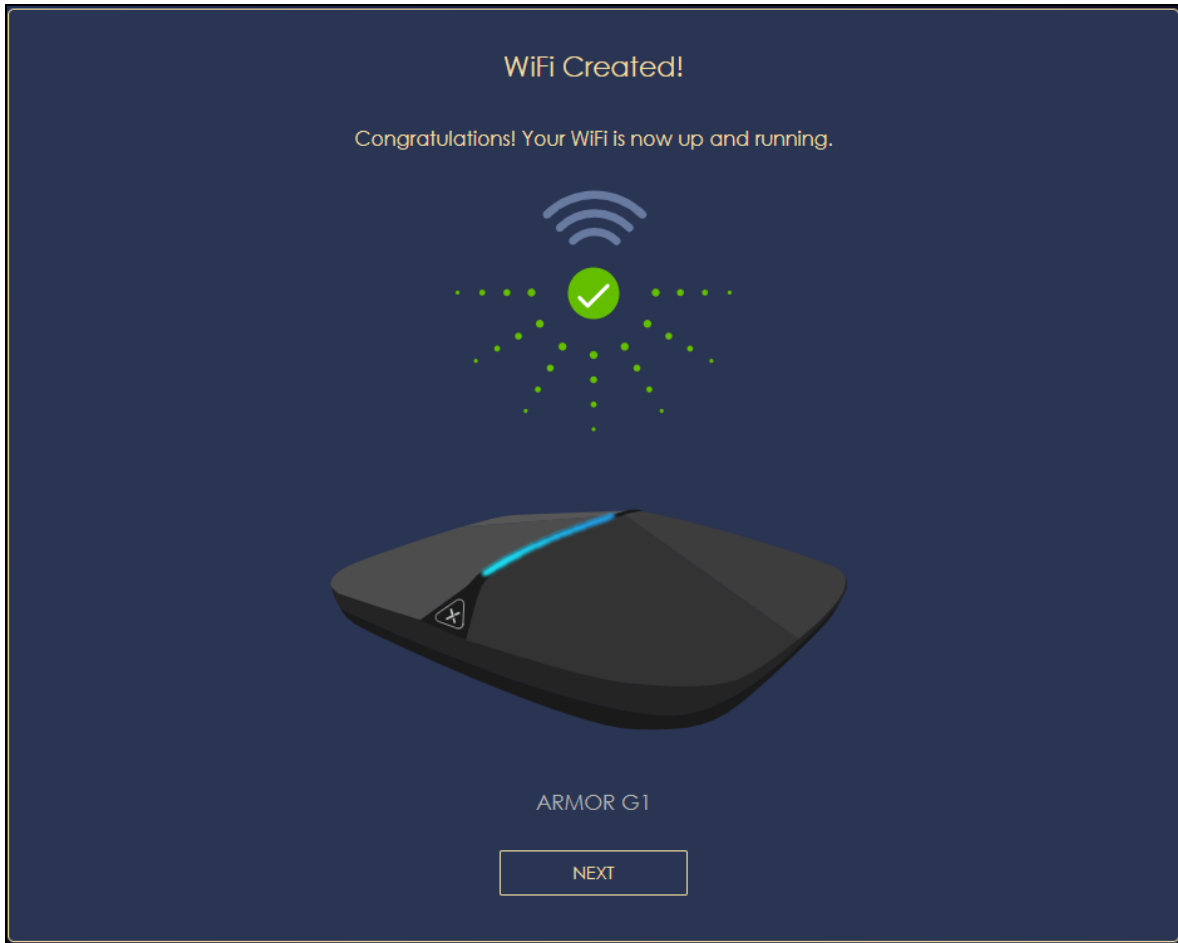 WiFi Created!
Congratulations! Your WiFi is now up and running.
ARMOR G1
NEXT